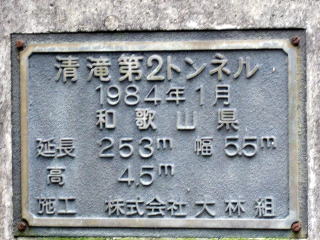 清滝第2トンネル
1984年1月
和歌山県
延長 253m 幅 5.5m
高 4.5m
施工 株式会社大林組